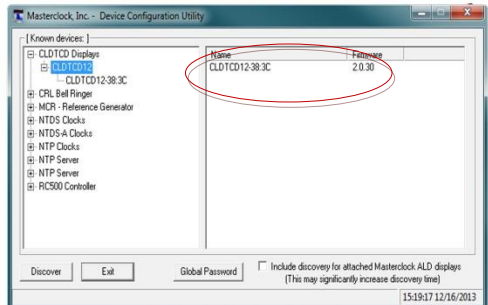 Masterclock, Inc. - Device Configuration Utility
[ Known devices: ]
CLDTCD Displays
CLDTCD12
CLDTCD12-38:3C
CRL Bell Ringer
MCR - Reference Generator
NTDS Clocks
NTDS-A Clocks
NTP Clocks
NTP Server
NTP Server
RC500 Controller
Name Firmware
CLDTCD12-38:3C 2.0.30
Discover Exit Global Password Include discovery for attached Masterclock ALD displays
(This may significantly increase discovery time)
15:19:17 12/16/2013